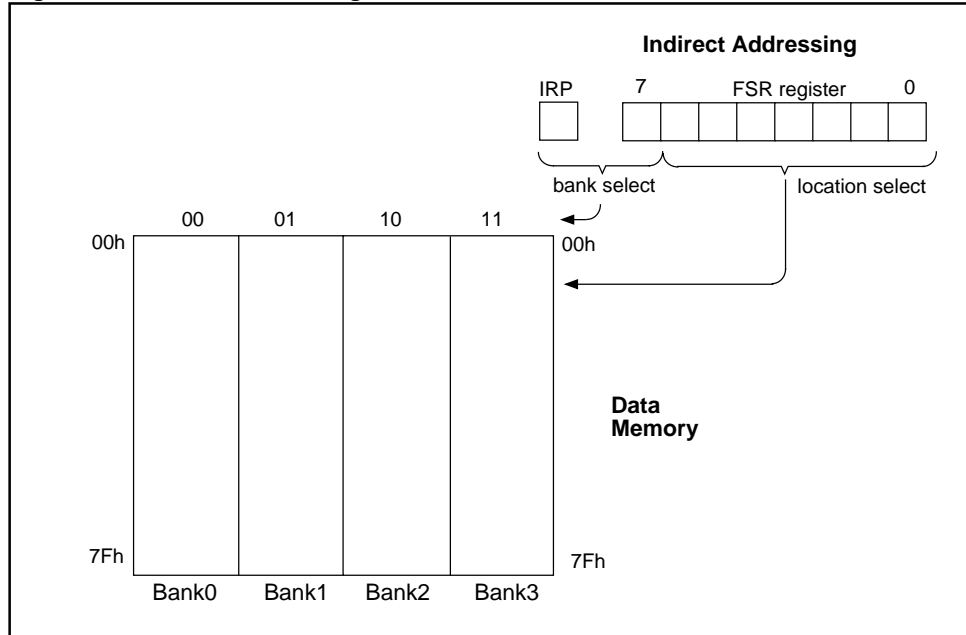 Indirect Addressing
IRP 7 FSR register 0
bank select location select
00 01 10 11
00h 00h
Data
Memory
7Fh 7Fh
Bank0 Bank1 Bank2 Bank3